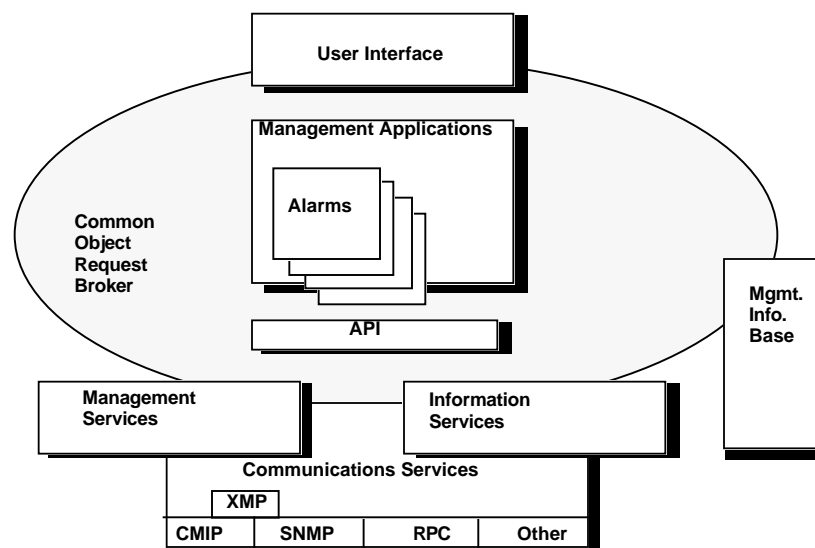 User Interface
Management Applications
Alarms
Common
Object
Request
Broker
Mgmt.
Info.
Base
API
Management
Services
Information
Services
Communications Services
XMP
CMIP SNMP RPC Other